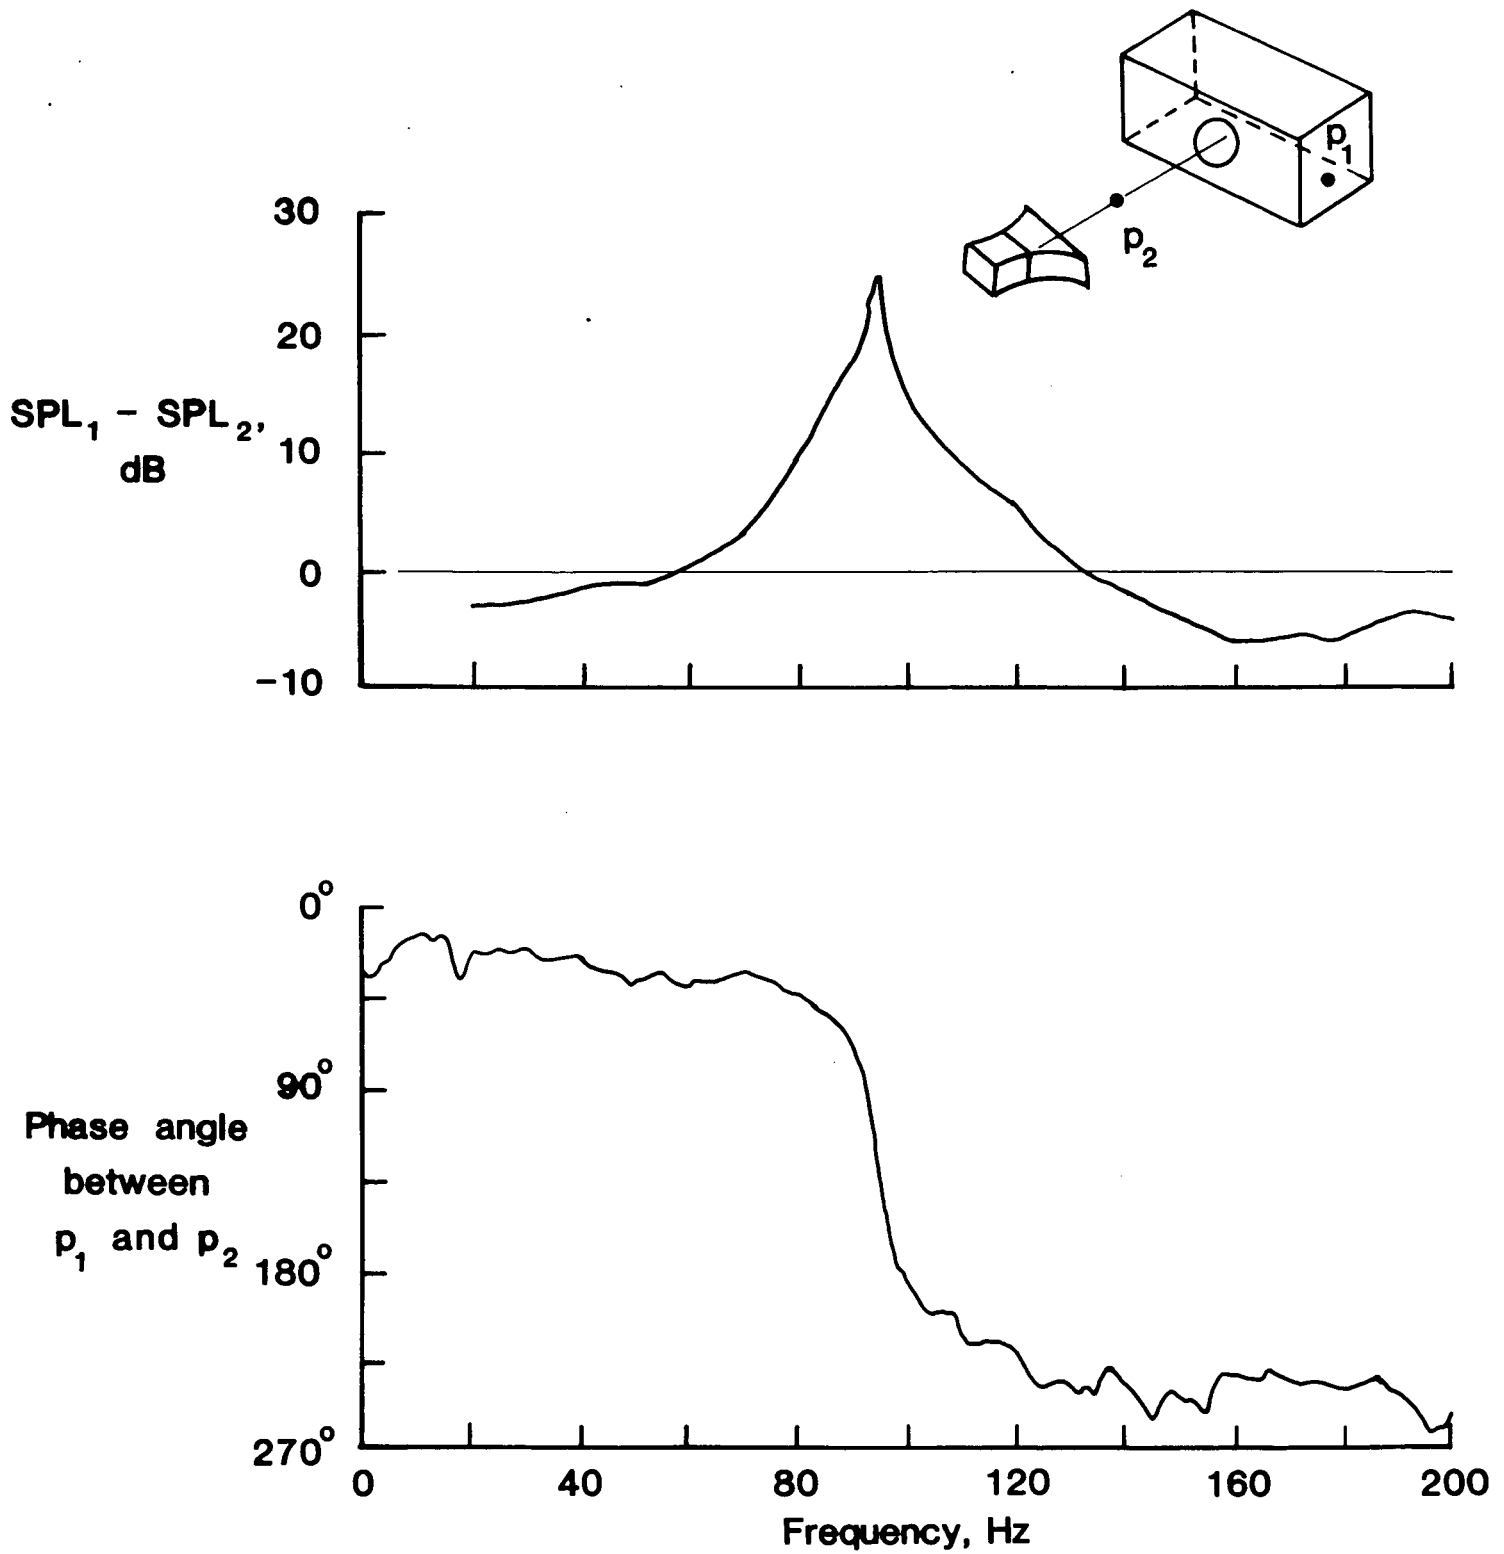 p1
p2
30
20
10
0
−10
SPL1 − SPL2,
dB
0°
90°
180°
270°
Phase angle
between
p1 and p2
0 40 80 120 160 200
Frequency, Hz